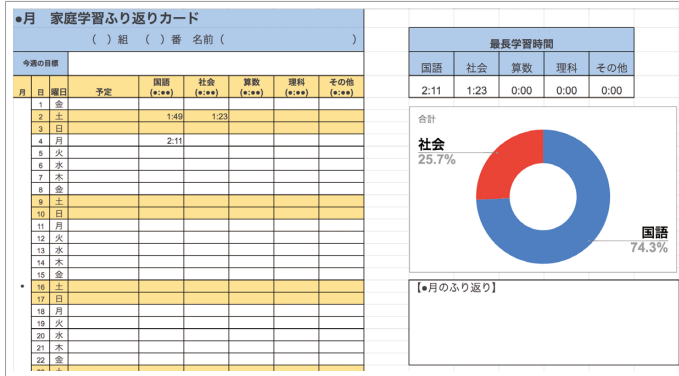 ●月 家庭学習ふり返りカード
( )組 ( )番 名前( )
今週の目標
月 日 曜日 予定 国語(●:●●) 社会(●:●●) 算数(●:●●) 理科(●:●●) その他(●:●●)
1 金
2 土 1:49 1:23
3 日
4 月 2:11
5 火
6 水
7 木
8 金
9 土
10 日
11 月
12 火
13 水
14 木
15 金
● 16 土
17 日
18 月
19 火
20 水
21 木
22 金
最長学習時間
国語 社会 算数 理科 その他
2:11 1:23 0:00 0:00 0:00
合計
社会
25.7%
国語
74.3%
【●月のふり返り】